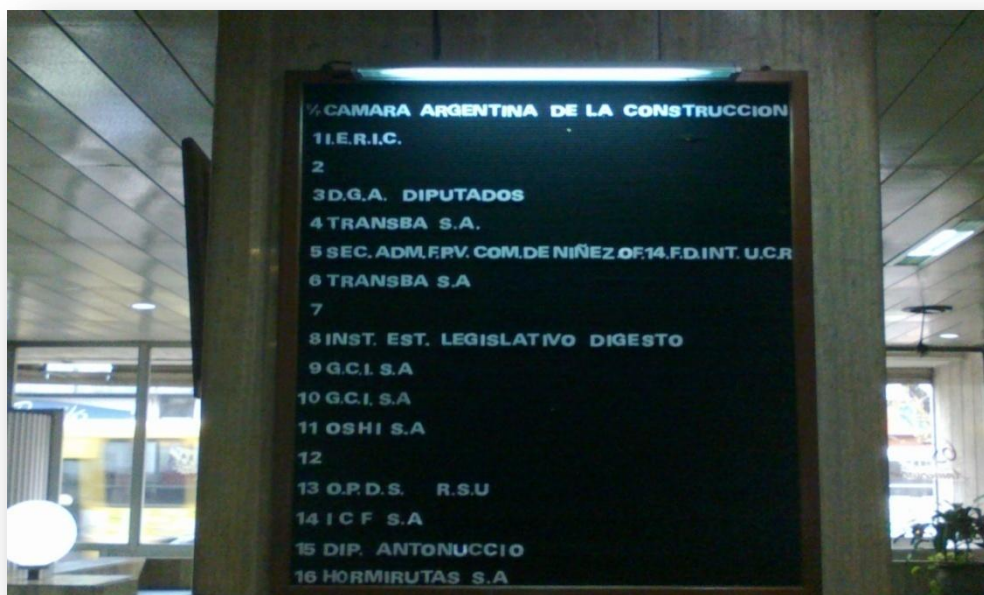 ½ CAMARA ARGENTINA DE LA CONSTRUCCION
1 I.E.R.I.C.
2
3 D.G.A. DIPUTADOS
4 TRANSBA S.A.
5 SEC. ADM.F.P.V. COM.DE NIÑEZ OF.14.F.D.INT. U.C.R
6 TRANSBA S.A
7
8 INST. EST. LEGISLATIVO DIGESTO
9 G.C.I. S.A
10 G.C.I. S.A
11 OSHI S.A
12
13 O.P.D.S. R.S.U
14 I C F S.A
15 DIP. ANTONUCCIO
16 HORMIRUTAS S.A